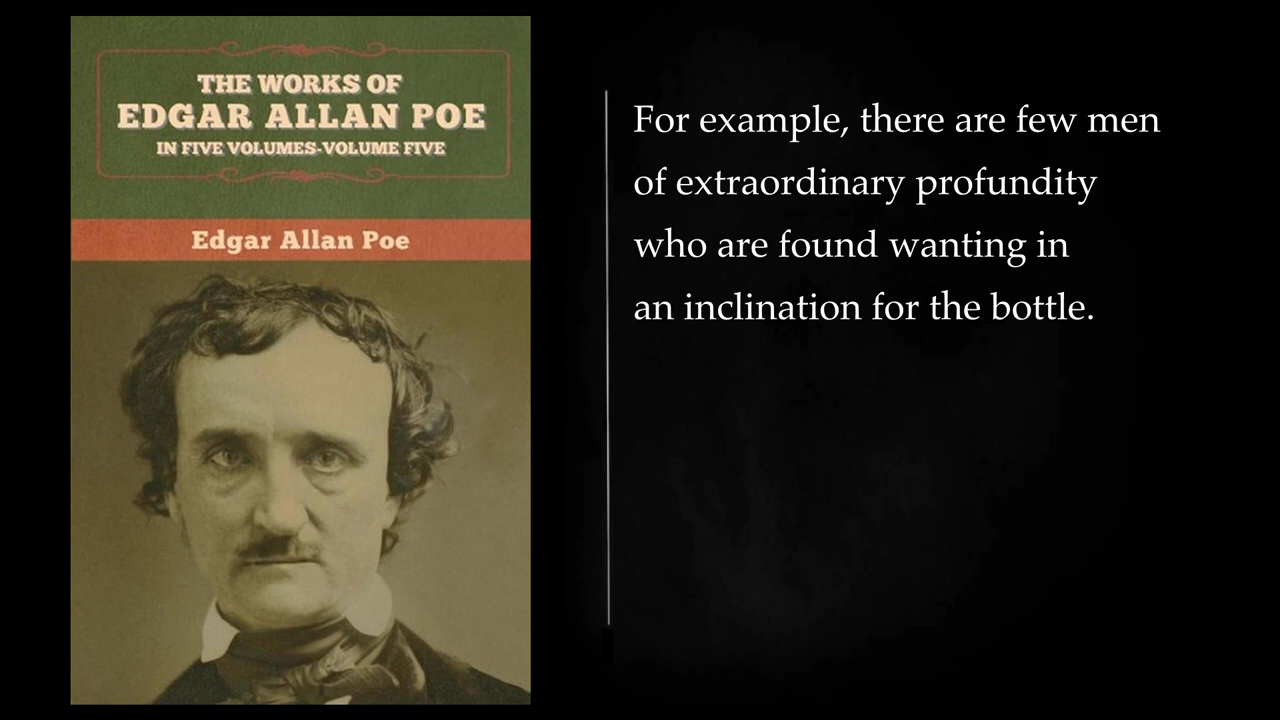 THE WORKS OF
EDGAR ALLAN POE
IN FIVE VOLUMES-VOLUME FIVE
Edgar Allan Poe
For example, there are few men
of extraordinary profundity
who are found wanting in
an inclination for the bottle.